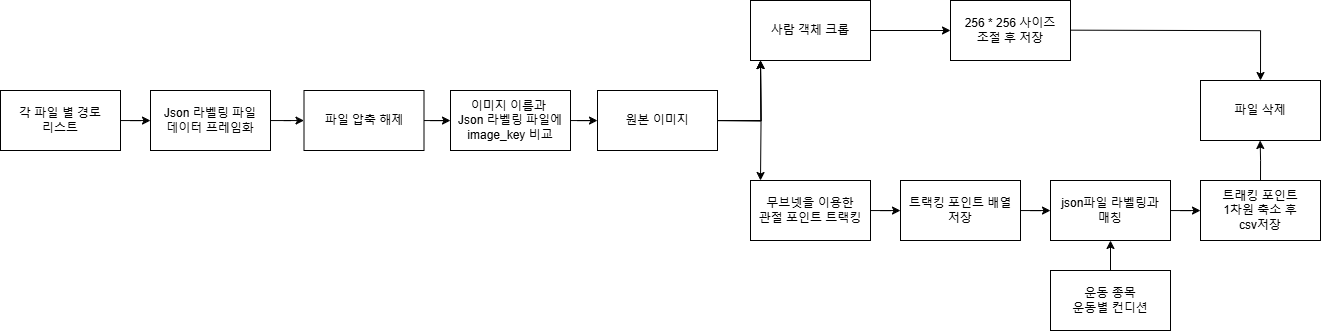 각 파일 별 경로
리스트
Json 라벨링 파일
데이터 프레임화
파일 압축 해제
이미지 이름과
Json 라벨링 파일에
image_key 비교
원본 이미지
사람 객체 크롭
256 * 256 사이즈
조절 후 저장
파일 삭제
무브넷을 이용한
관절 포인트 트랙킹
트랙킹 포인트 배열
저장
json파일 라벨링과
매칭
트래킹 포인트
1차원 축소 후
csv저장
운동 종목
운동별 컨디션